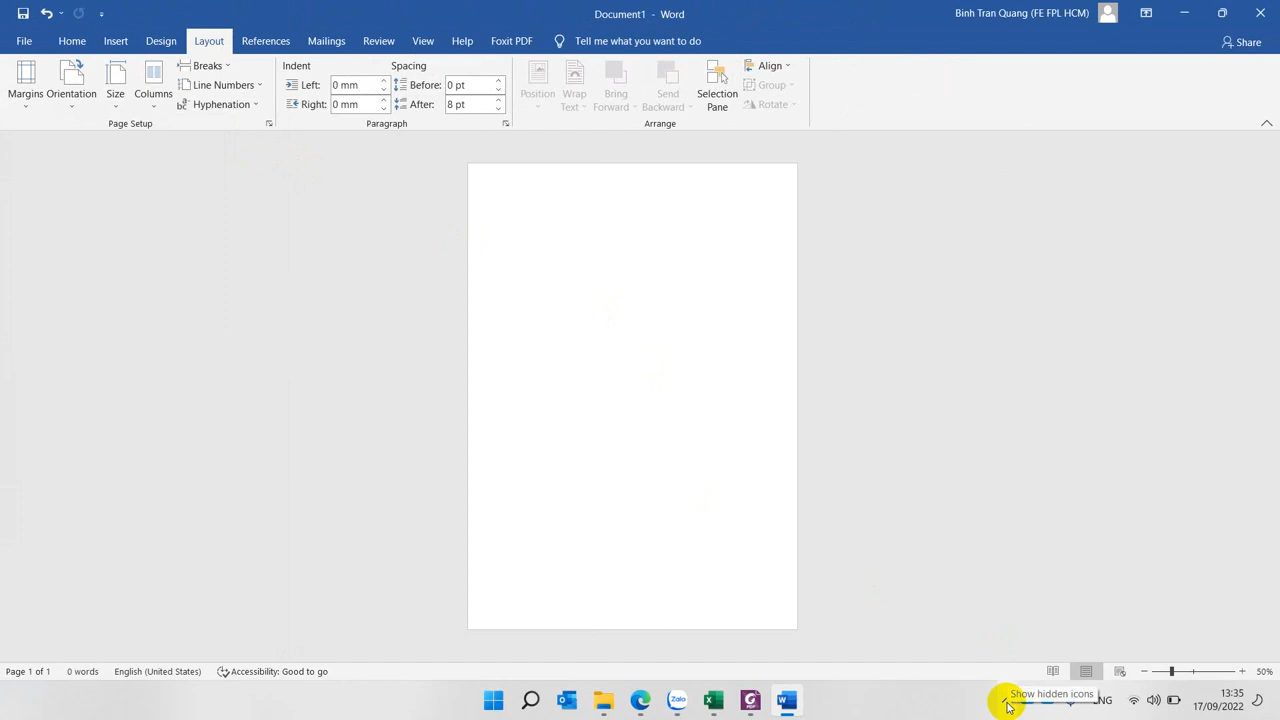 Document1 - Word
Binh Tran Quang (FE FPL HCM)
File Home Insert Design Layout References Mailings Review View Help Foxit PDF Tell me what you want to do Share
Margins Orientation Size Columns
Breaks
Line Numbers
Hyphenation
Page Setup
Indent Spacing
Left: 0 mm Before: 0 pt
Right: 0 mm After: 8 pt
Paragraph
Position Wrap Text Bring Forward Send Backward Selection Pane
Align
Group
Rotate
Arrange
Page 1 of 1 0 words English (United States) Accessibility: Good to go 50%
Show hidden icons
Zalo
ENG
13:35
17/09/2022